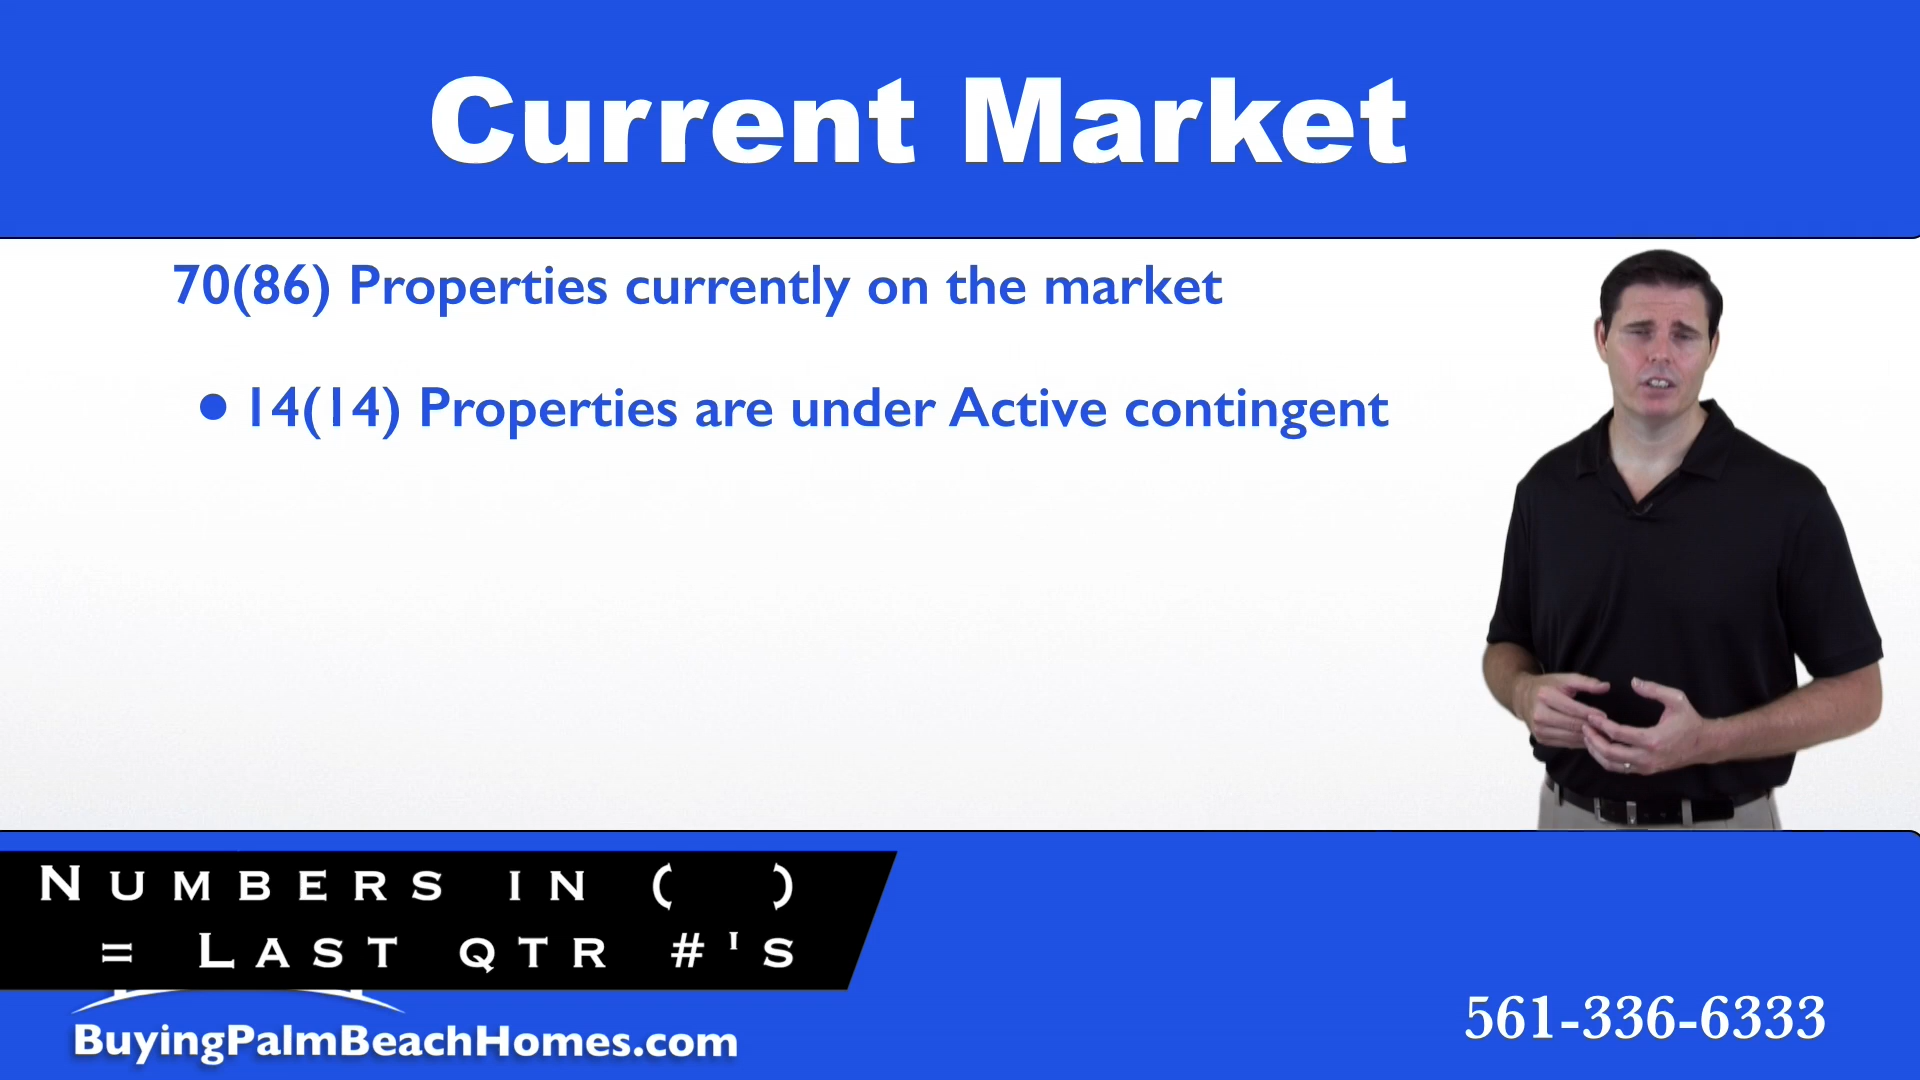 Current Market
70(86) Properties currently on the market
● 14(14) Properties are under Active contingent
Numbers in ( )
= Last qtr #'s
BuyingPalmBeachHomes.com
561-336-6333